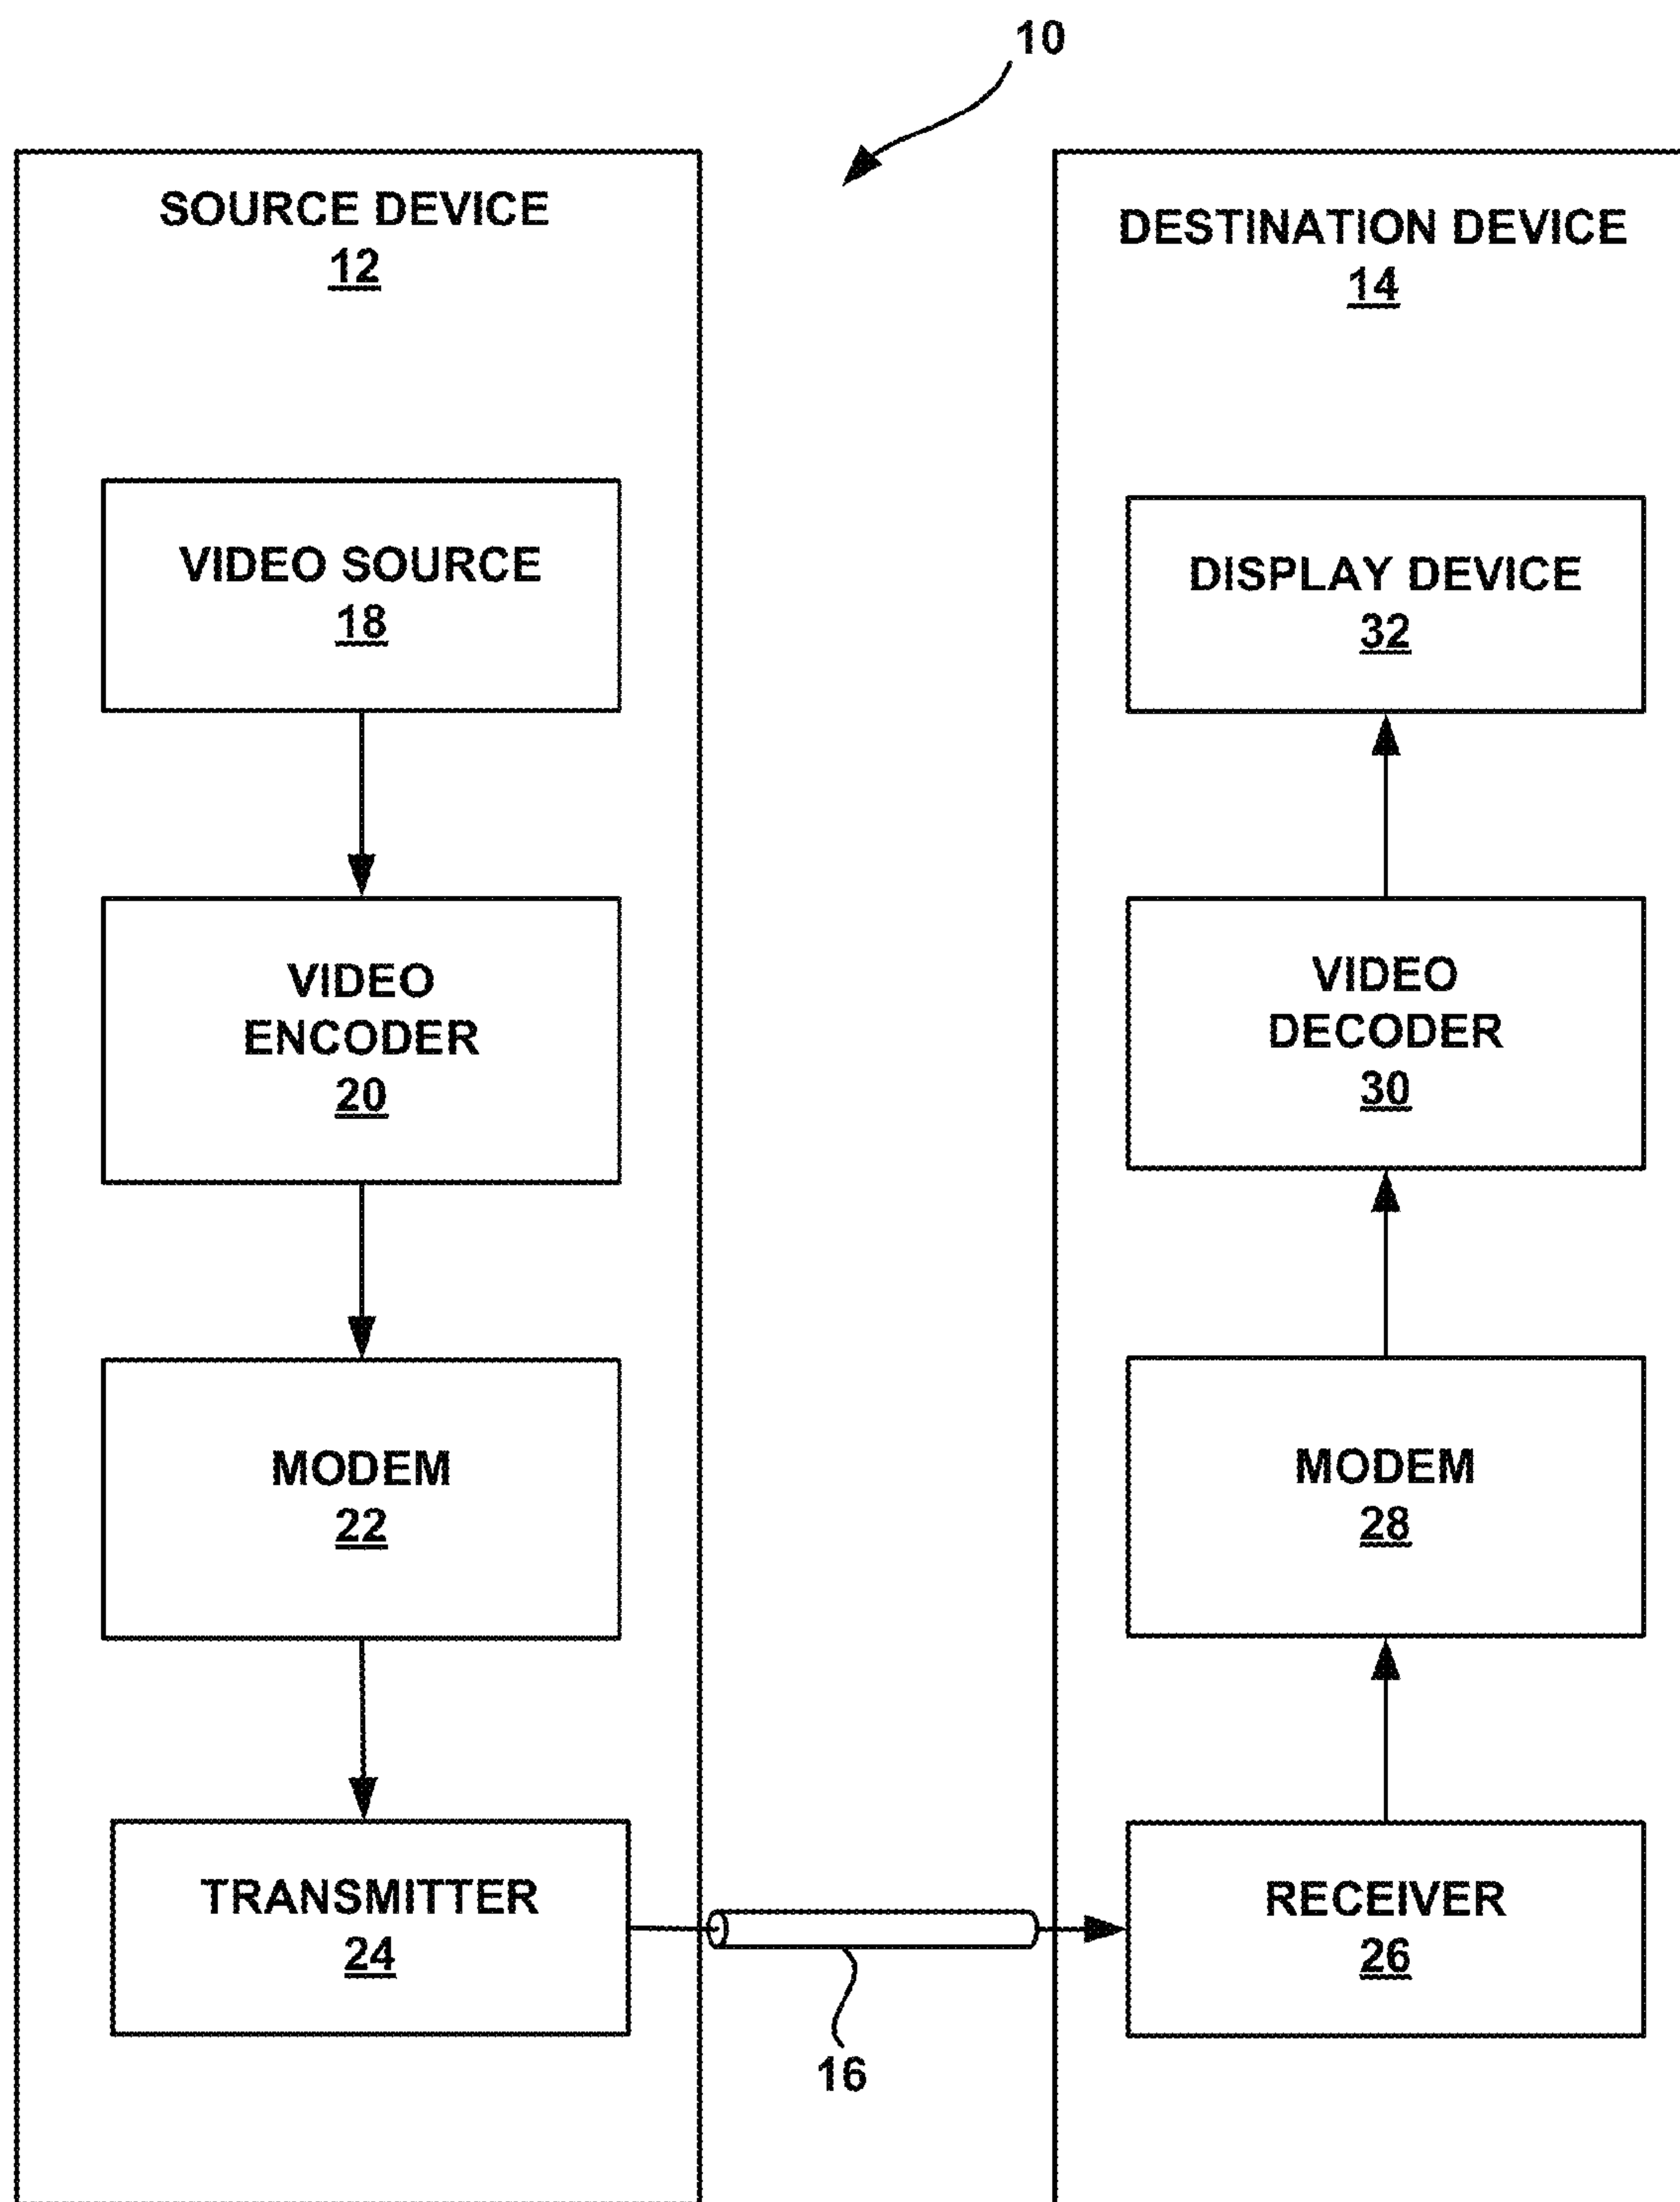 10
SOURCE DEVICE
12
VIDEO SOURCE
18
VIDEO
ENCODER
20
MODEM
22
TRANSMITTER
24
16
DESTINATION DEVICE
14
DISPLAY DEVICE
32
VIDEO
DECODER
30
MODEM
28
RECEIVER
26